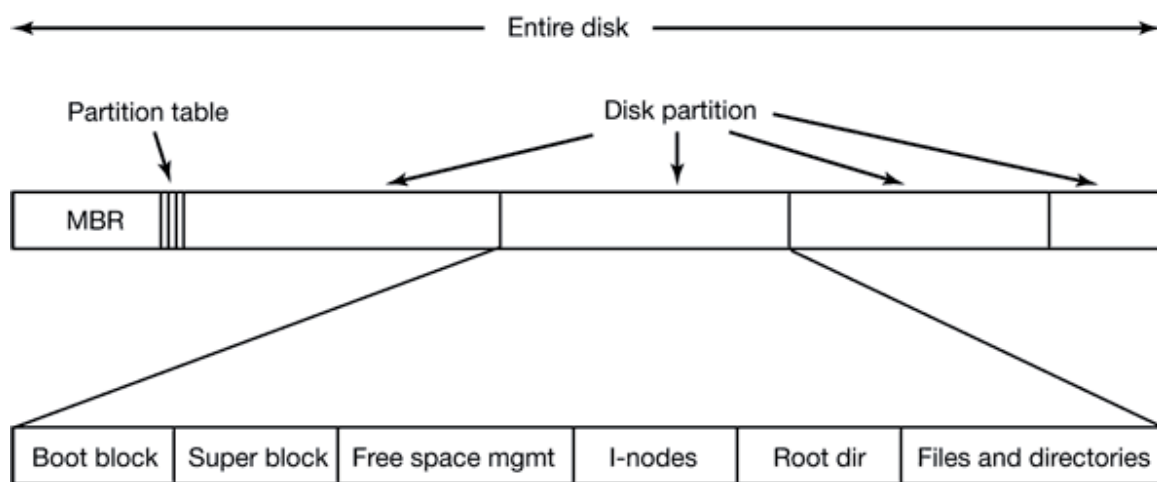 Entire disk
Partition table
Disk partition
MBR
Boot block
Super block
Free space mgmt
I-nodes
Root dir
Files and directories